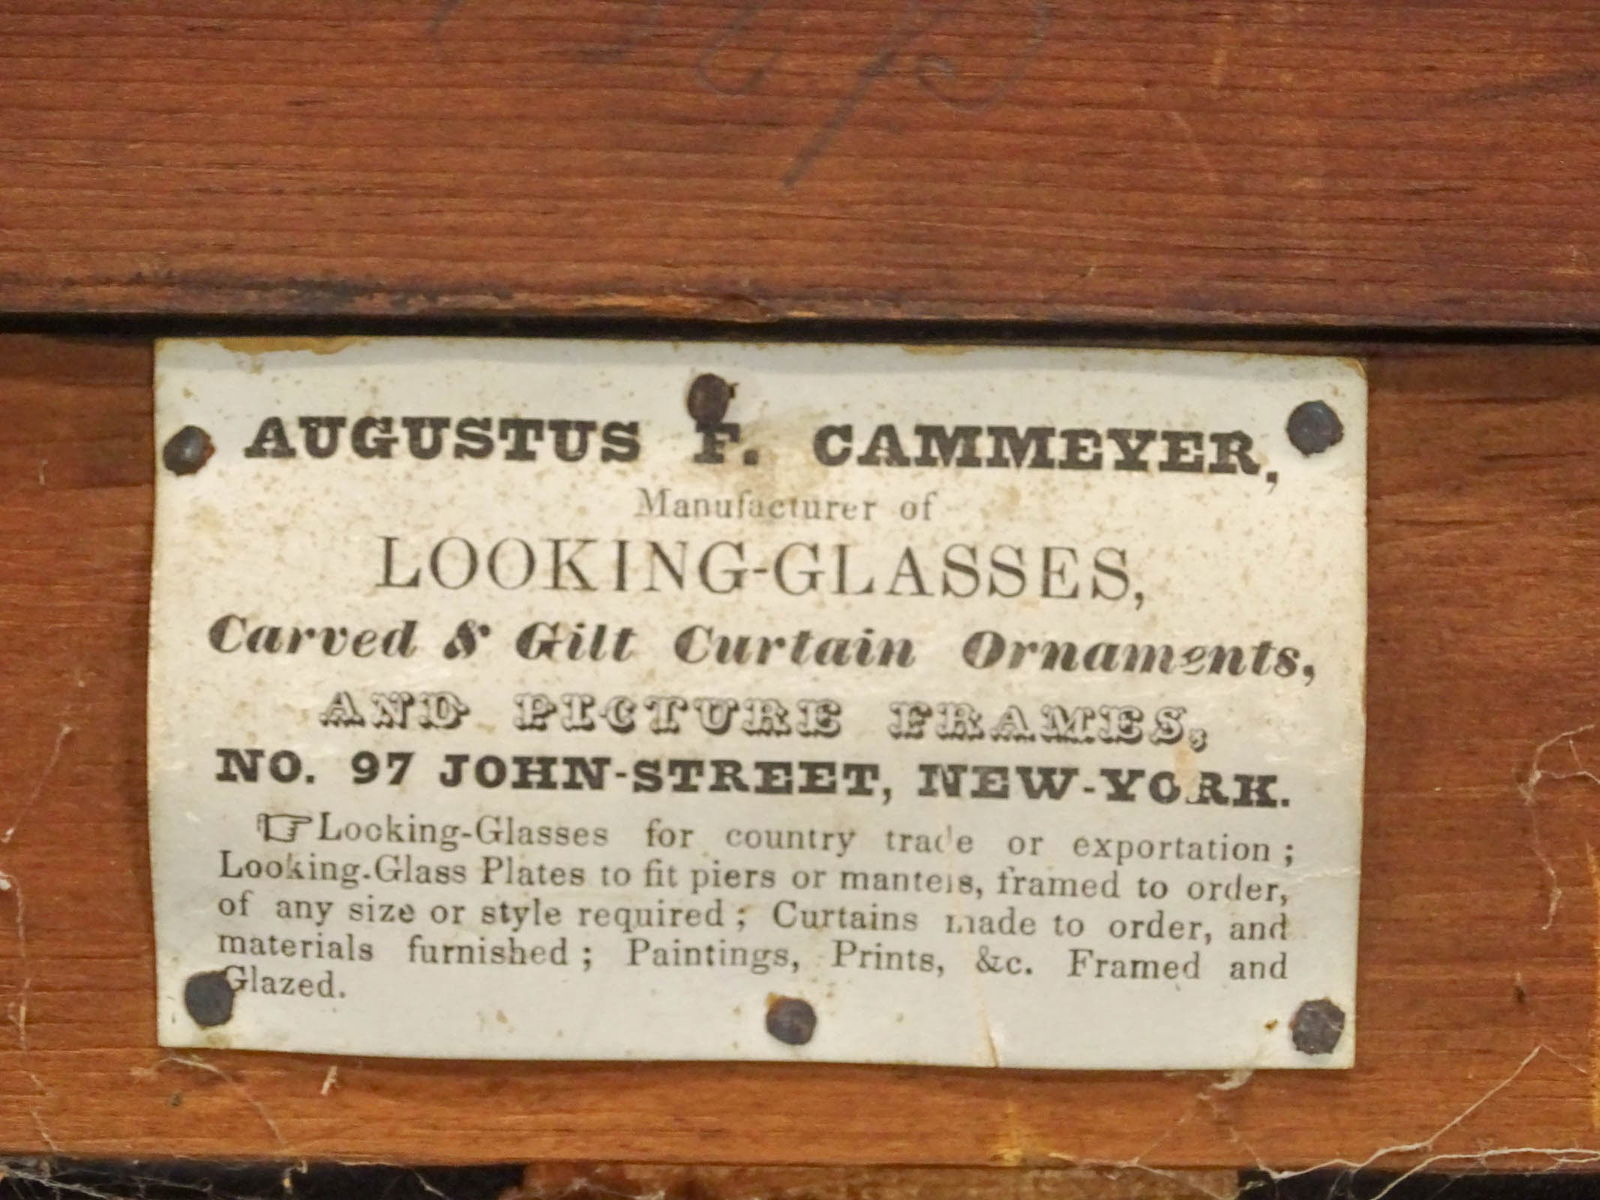 AUGUSTUS F. CAMMEYER,
Manufacturer of
LOOKING-GLASSES,
Carved & Gilt Curtain Ornaments,
AND PICTURE FRAMES,
NO. 97 JOHN-STREET, NEW-YORK.
☞Looking-Glasses for country trade or exportation ;
Looking-Glass Plates to fit piers or mantels, framed to order,
of any size or style required ; Curtains made to order, and
materials furnished ; Paintings, Prints, &c. Framed and
Glazed.